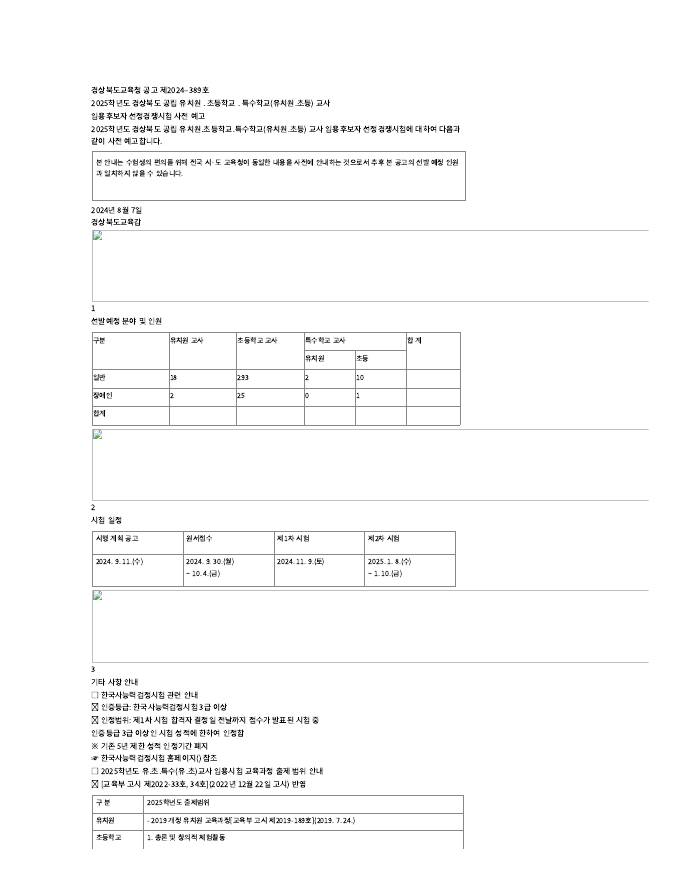 경상북도교육청 공고 제2024-389호
2025학년도 경상북도 공립 유치원 . 초등학교 . 특수학교(유치원.초등) 교사
임용후보자 선정경쟁시험 사전 예고
2025학년도 경상북도 공립 유치원.초등학교.특수학교(유치원.초등) 교사 임용후보자 선정경쟁시험에 대하여 다음과
같이 사전 예고합니다.
본 안내는 수험생의 편의를 위해 전국 시·도 교육청이 동일한 내용을 사전에 안내하는 것으로서 추후 본 공고의 선발 예정 인원
과 일치하지 않을 수 있습니다.
2024년 8월 7일
경상북도교육감
1
선발예정 분야 및 인원
구분 유치원 교사 초등학교 교사 특수학교 교사 합 계
유치원 초등
일반 18 293 2 10
장애인 2 25 0 1
합계
2
시험 일정
시행 계획 공고 원서접수 제1차 시험 제2차 시험
2024. 9.11.(수) 2024. 9. 30.(월) 2024. 11. 9.(토) 2025. 1. 8.(수)
~ 10. 4.(금) ~ 1. 10.(금)
3
기타 사항 안내
□ 한국사능력검정시험 관련 안내
☒ 인증등급: 한국사능력검정시험 3급 이상
☒ 인정범위: 제1차 시험 합격자 결정일 전날까지 점수가 발표된 시험 중
인증등급 3급 이상인 시험 성적에 한하여 인정함
※ 기존 5년 제한 성적 인정기간 폐지
☞ 한국사능력검정시험 홈페이지() 참조
□ 2025학년도 유.초.특수(유.초)교사 임용시험 교육과정 출제 범위 안내
☒ [교육부 고시 제2022-33호, 34호](2022년 12월 22일 고시) 반영
구 분 2025학년도 출제범위
유치원 - 2019 개정 유치원 교육과정[교육부 고시 제2019-189호](2019. 7. 24.)
초등학교 1. 총론 및 창의적 체험활동